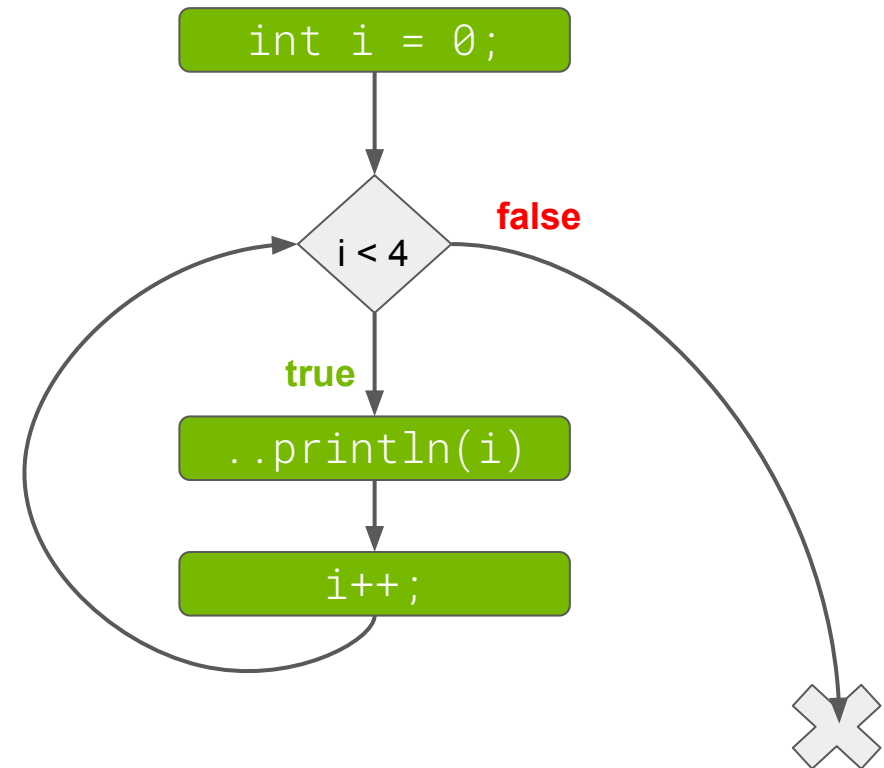 int i = 0;
false
i < 4
true
..println(i)
i++;